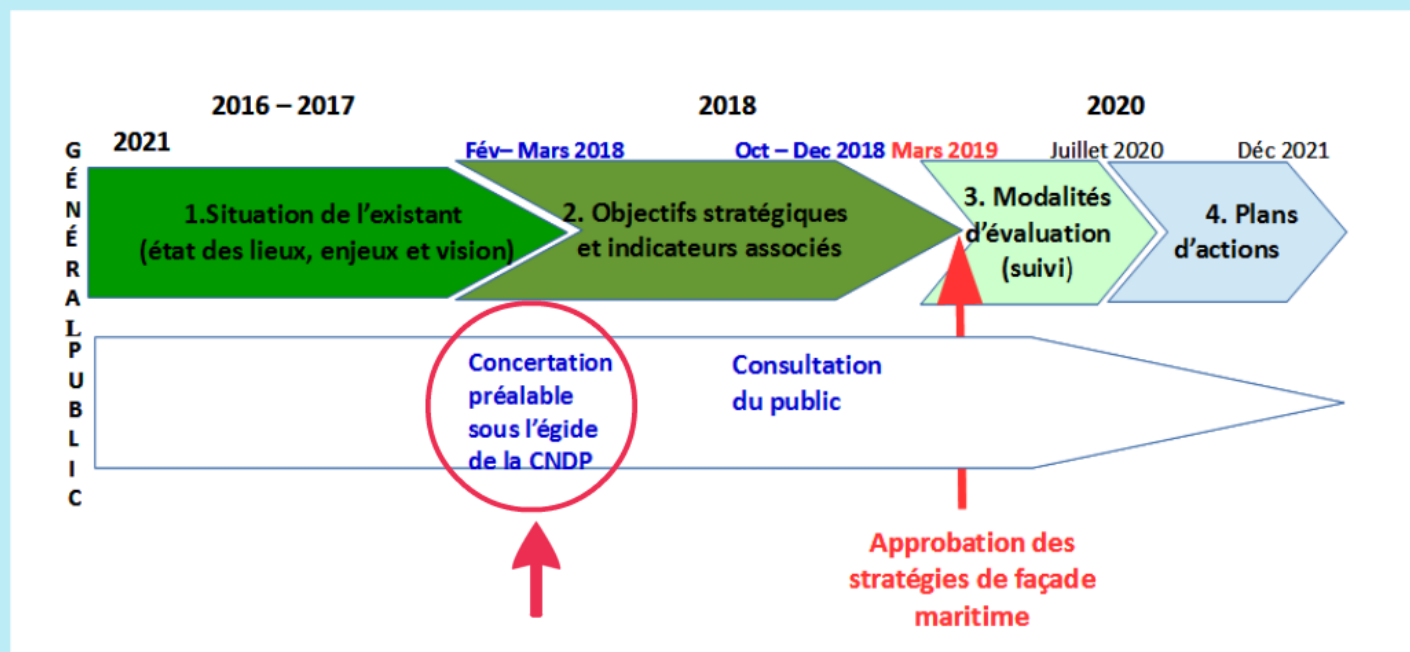 2016 – 2017
2018
2020
2021
Fév– Mars 2018
Oct – Dec 2018
Mars 2019
Juillet 2020
Déc 2021
GÉNÉRAL PUBLIC
1.Situation de l’existant
(état des lieux, enjeux et vision)
2. Objectifs stratégiques
et indicateurs associés
3. Modalités
d’évaluation
(suivi)
4. Plans
d’actions
Concertation
préalable
sous l’égide
de la CNDP
Consultation
du public
Approbation des
stratégies de façade
maritime